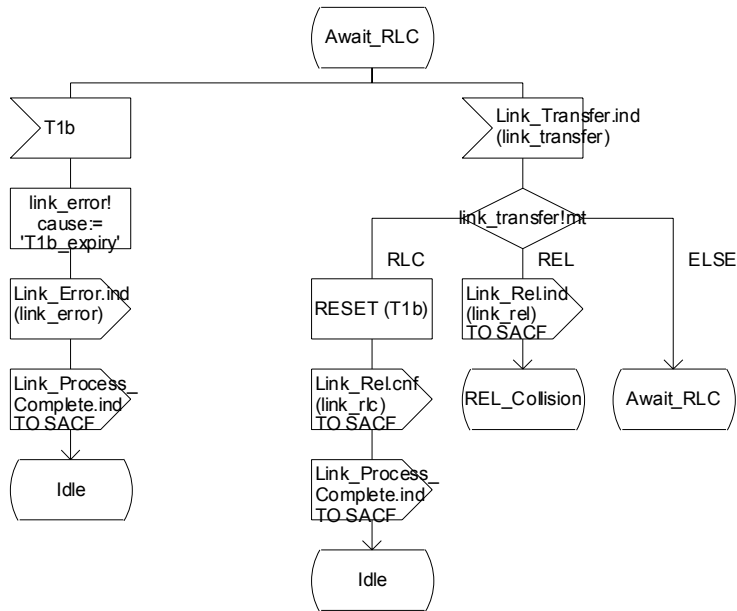 Await_RLC
T1b
link_error!
cause:=
'T1b_expiry'
Link_Error.ind
(link_error)
Link_Process_
Complete.ind
TO SACF
Idle
Link_Transfer.ind
(link_transfer)
link_transfer!mt
RLC
REL
ELSE
RESET (T1b)
Link_Rel.cnf
(link_rlc)
TO SACF
Link_Process_
Complete.ind
TO SACF
Idle
Link_Rel.ind
(link_rel)
TO SACF
REL_Collision
Await_RLC